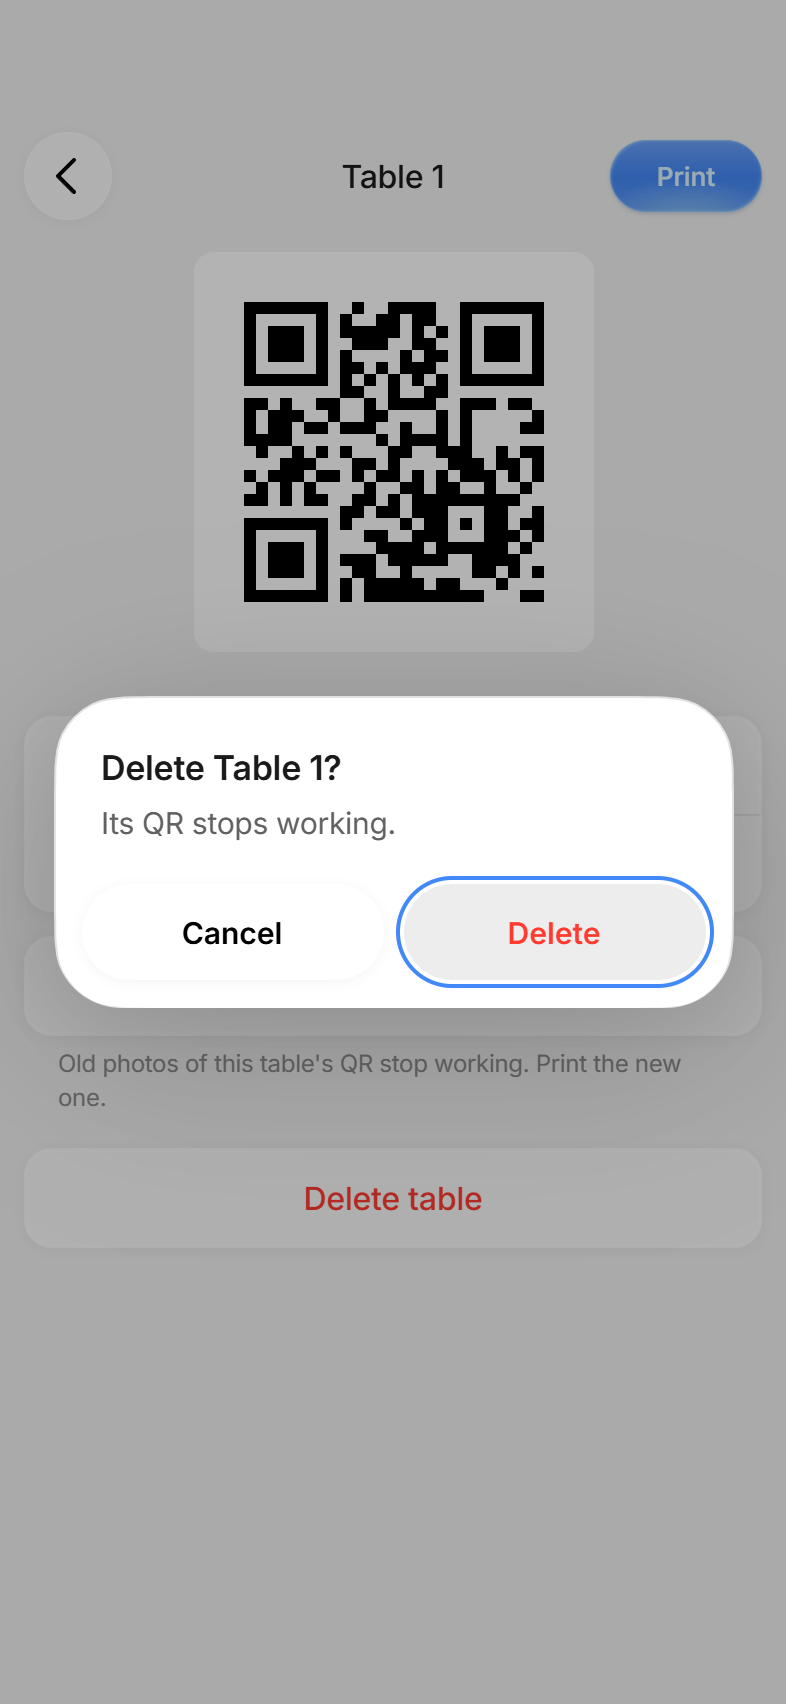 Table 1
Print
Delete Table 1?
Its QR stops working.
Cancel
Delete
Old photos of this table's QR stop working. Print the new
one.
Delete table